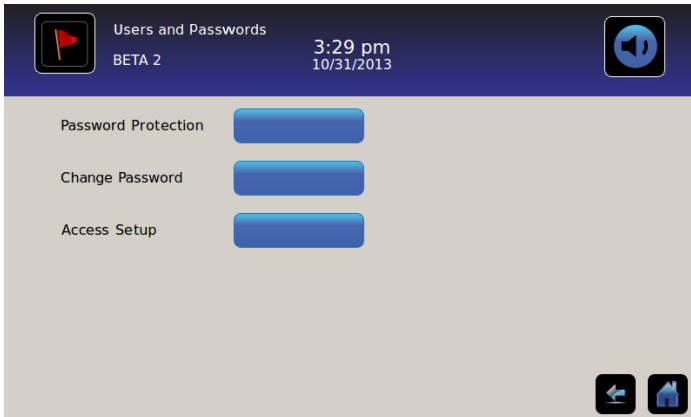 Users and Passwords
BETA 2
3:29 pm
10/31/2013
Password Protection
Change Password
Access Setup